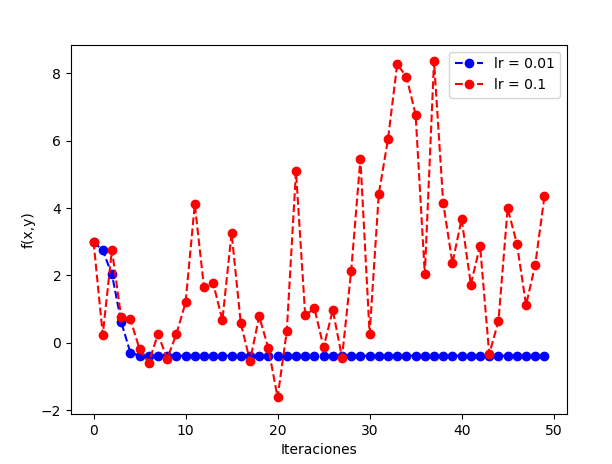 lr = 0.01
lr = 0.1
f(x,y)
8
6
4
2
0
−2
0 10 20 30 40 50
Iteraciones